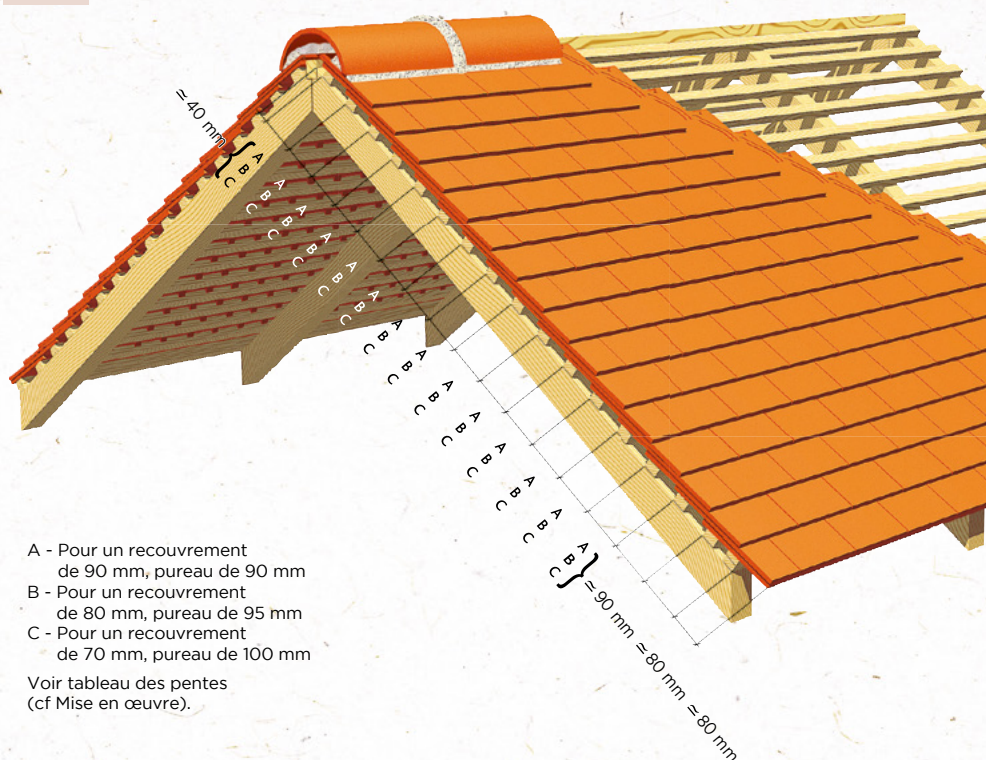 ≃ 40 mm
A B C
A B C
A B C
A B C
A B C
A B C
A B C
A B C
A B C
A B C
A B C
A B C
A B C
A B C
≃ 90 mm ≃ 80 mm ≃ 80 mm
A - Pour un recouvrement
de 90 mm, pureau de 90 mm
B - Pour un recouvrement
de 80 mm, pureau de 95 mm
C - Pour un recouvrement
de 70 mm, pureau de 100 mm
Voir tableau des pentes
(cf Mise en œuvre).